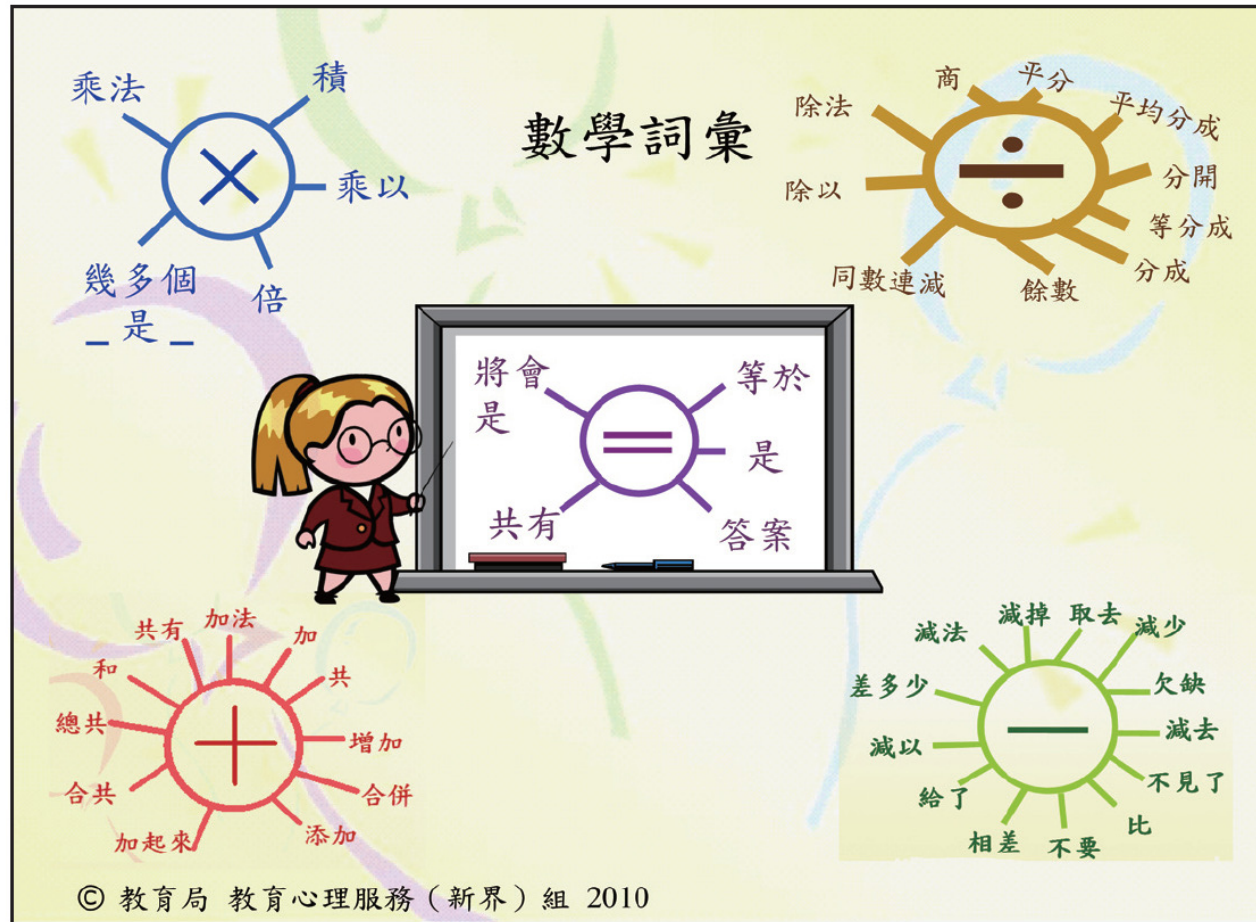 數學詞彙
乘法
積
乘以
倍
幾多個
_ 是 _
×
商
平分
平均分成
分開
等分成
分成
餘數
同數連減
除以
除法
÷
將會
是
等於
是
答案
共有
=
加法
加
共
增加
合併
添加
加起來
合共
總共
和
共有
+
減法
減掉
取去
減少
欠缺
減去
不見了
比
不要
相差
給了
減以
差多少
—
© 教育局 教育心理服務（新界）組 2010